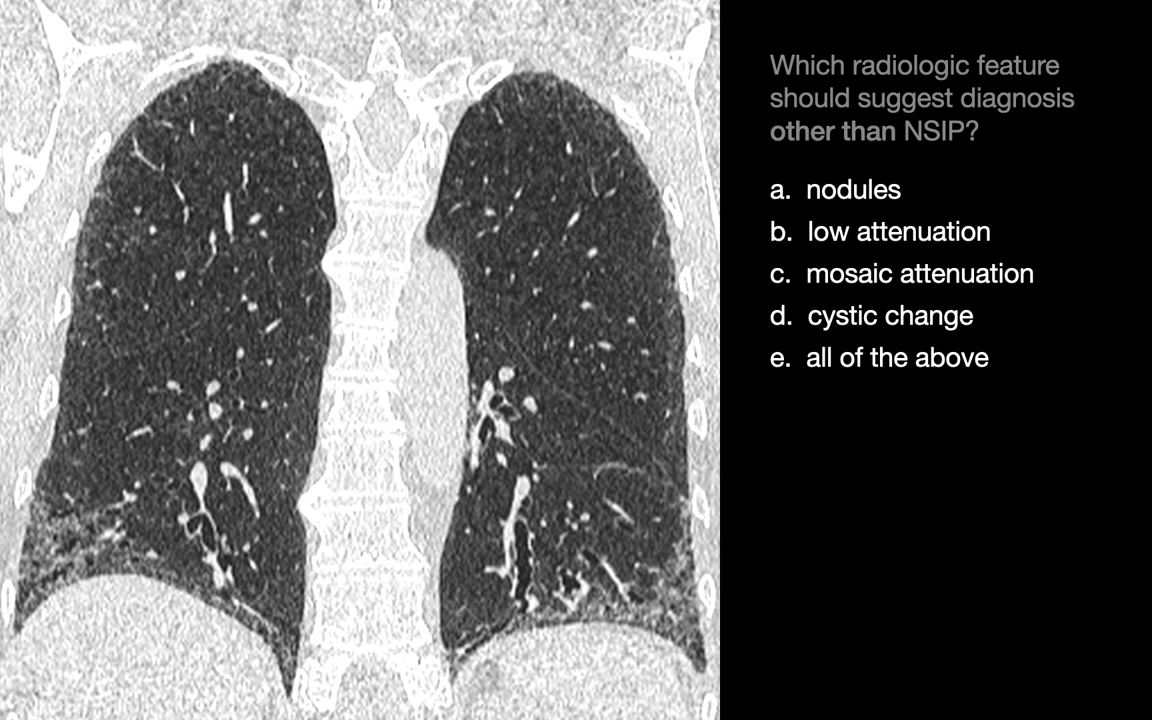 Which radiologic feature
should suggest diagnosis
other than NSIP?
a. nodules
b. low attenuation
c. mosaic attenuation
d. cystic change
e. all of the above